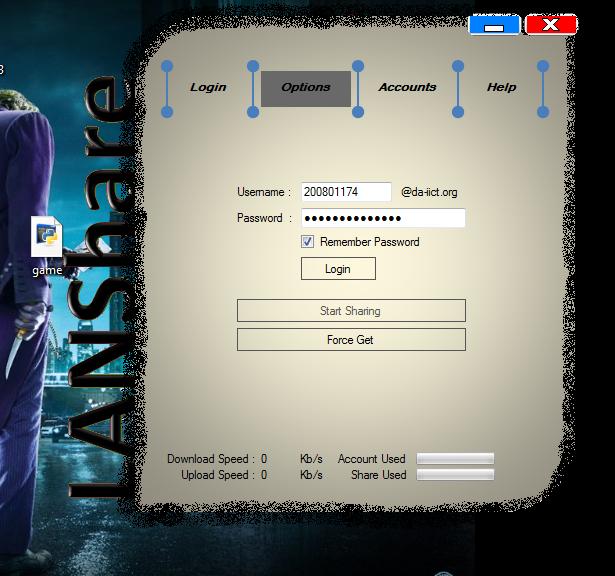 LANShare
Login Options Accounts Help
Username : 200801174 @da-iict.org
Password : ●●●●●●●●●●●●●●
Remember Password
Login
Start Sharing
Force Get
Download Speed : 0 Kb/s Account Used
Upload Speed : 0 Kb/s Share Used
game
3